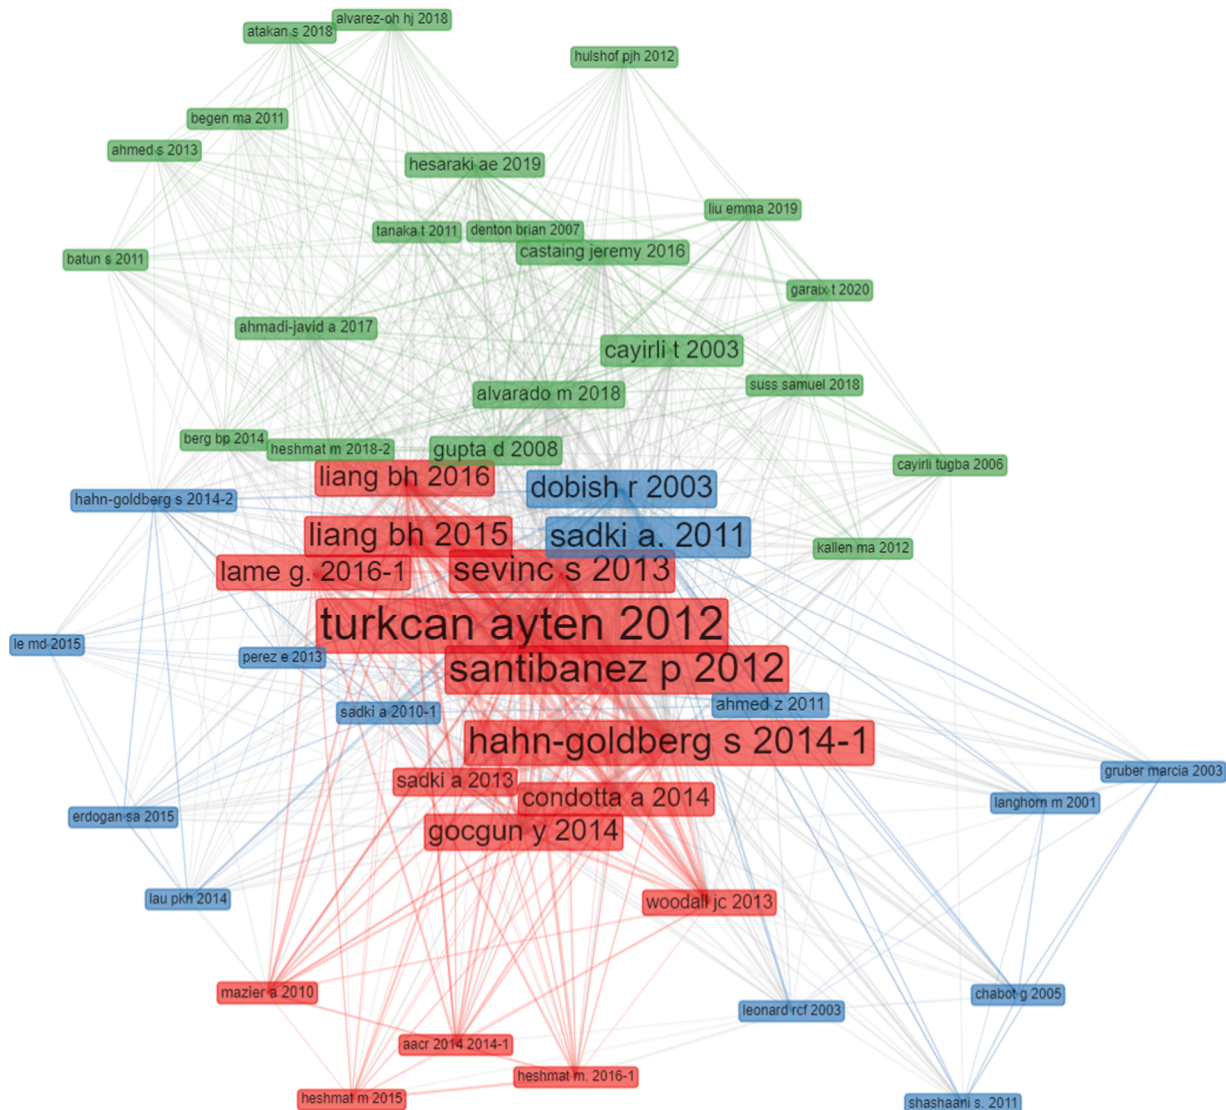 alvarez-oh hj 2018
atakan s 2018
hulshof pjh 2012
begen ma 2011
ahmed s 2013
hesaraki ae 2019
liu emma 2019
tanaka t 2011
denton brian 2007
castaing jeremy 2016
batun s 2011
garaix t 2020
ahmadi-javid a 2017
cayirli t 2003
suss samuel 2018
alvarado m 2018
berg bp 2014
heshmat m 2018-2
gupta d 2008
cayirli tugba 2006
liang bh 2016
dobish r 2003
hahn-goldberg s 2014-2
liang bh 2015
sadki a. 2011
kallen ma 2012
lame g. 2016-1
sevinc s 2013
turkcan ayten 2012
le md 2015
perez e 2013
santibanez p 2012
sadki a 2010-1
ahmed z 2011
hahn-goldberg s 2014-1
gruber marcia 2003
sadki a 2013
condotta a 2014
langhorn m 2001
erdogan sa 2015
gocgun y 2014
lau pkh 2014
woodall jc 2013
mazier a 2010
chabot g 2005
leonard rcf 2003
aacr 2014 2014-1
heshmat m. 2016-1
heshmat m 2015
shashaani s. 2011